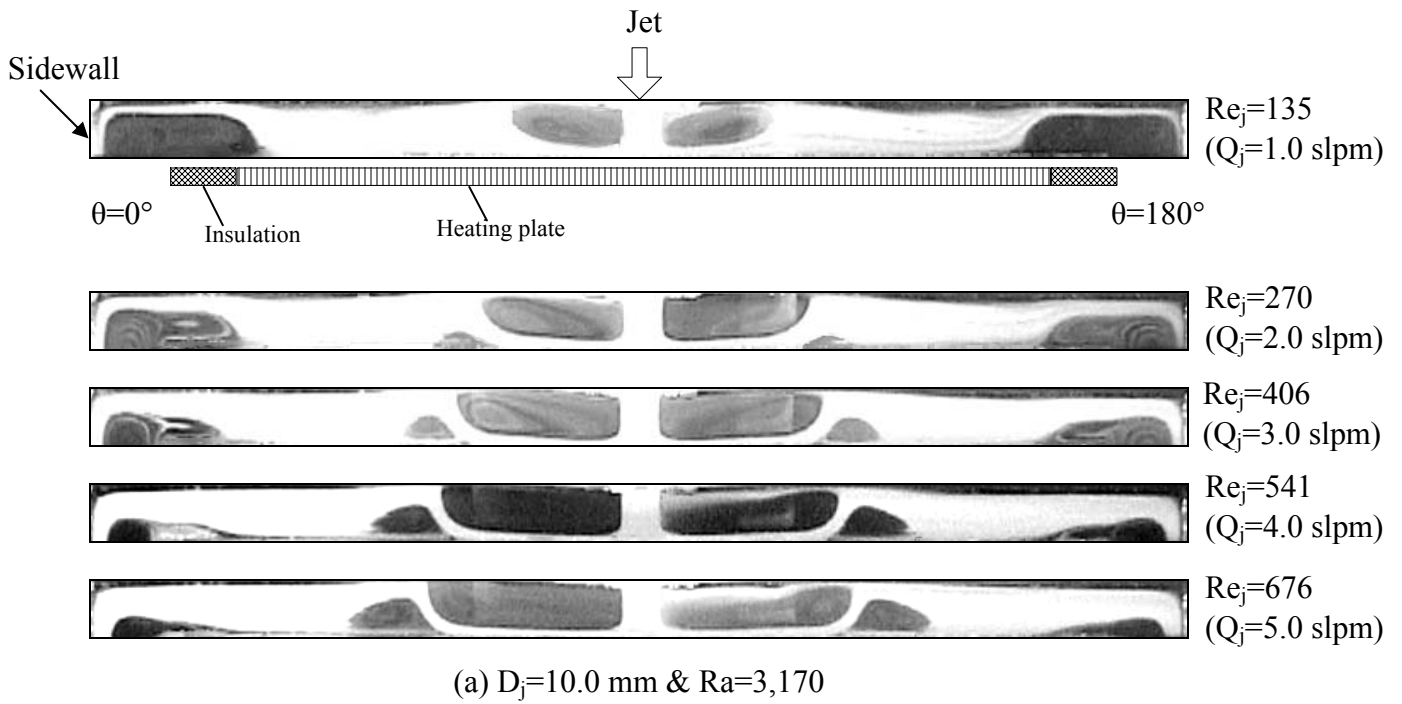 Jet
Sidewall
Re_j=135
(Q_j=1.0 slpm)
θ=0°
Insulation
Heating plate
θ=180°
Re_j=270
(Q_j=2.0 slpm)
Re_j=406
(Q_j=3.0 slpm)
Re_j=541
(Q_j=4.0 slpm)
Re_j=676
(Q_j=5.0 slpm)
(a) D_j=10.0 mm & Ra=3,170